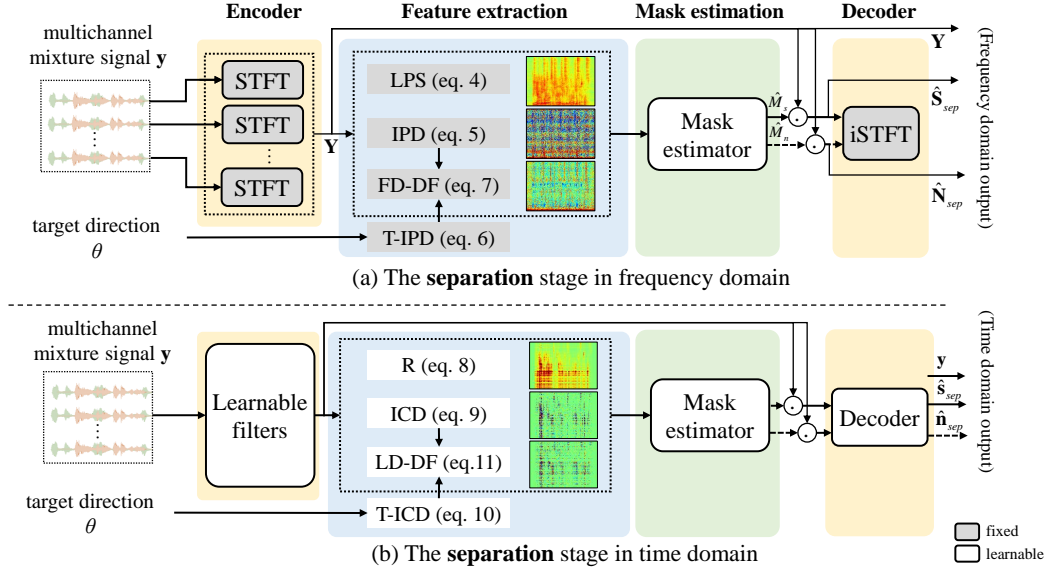 Encoder
Feature extraction
Mask estimation
Decoder
multichannel
mixture signal y
STFT
STFT
⋮
STFT
Y
LPS (eq. 4)
IPD (eq. 5)
FD-DF (eq. 7)
T-IPD (eq. 6)
target direction
θ
Mask
estimator
M̂s
M̂n
iSTFT
Y
Ŝsep
N̂sep
(Frequency domain output)
(a) The separation stage in frequency domain
multichannel
mixture signal y
Learnable
filters
R (eq. 8)
ICD (eq. 9)
LD-DF (eq.11)
T-ICD (eq. 10)
target direction
θ
Mask
estimator
Decoder
y
ŝsep
n̂sep
(Time domain output)
fixed
learnable
(b) The separation stage in time domain